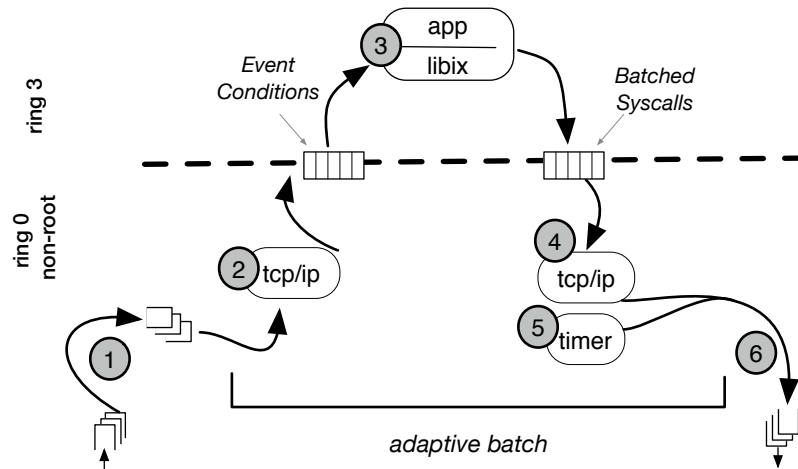 app
3
libix
Event
Conditions
Batched
Syscalls
ring 3
ring 0
non-root
2
tcp/ip
4
tcp/ip
5
timer
1
6
adaptive batch